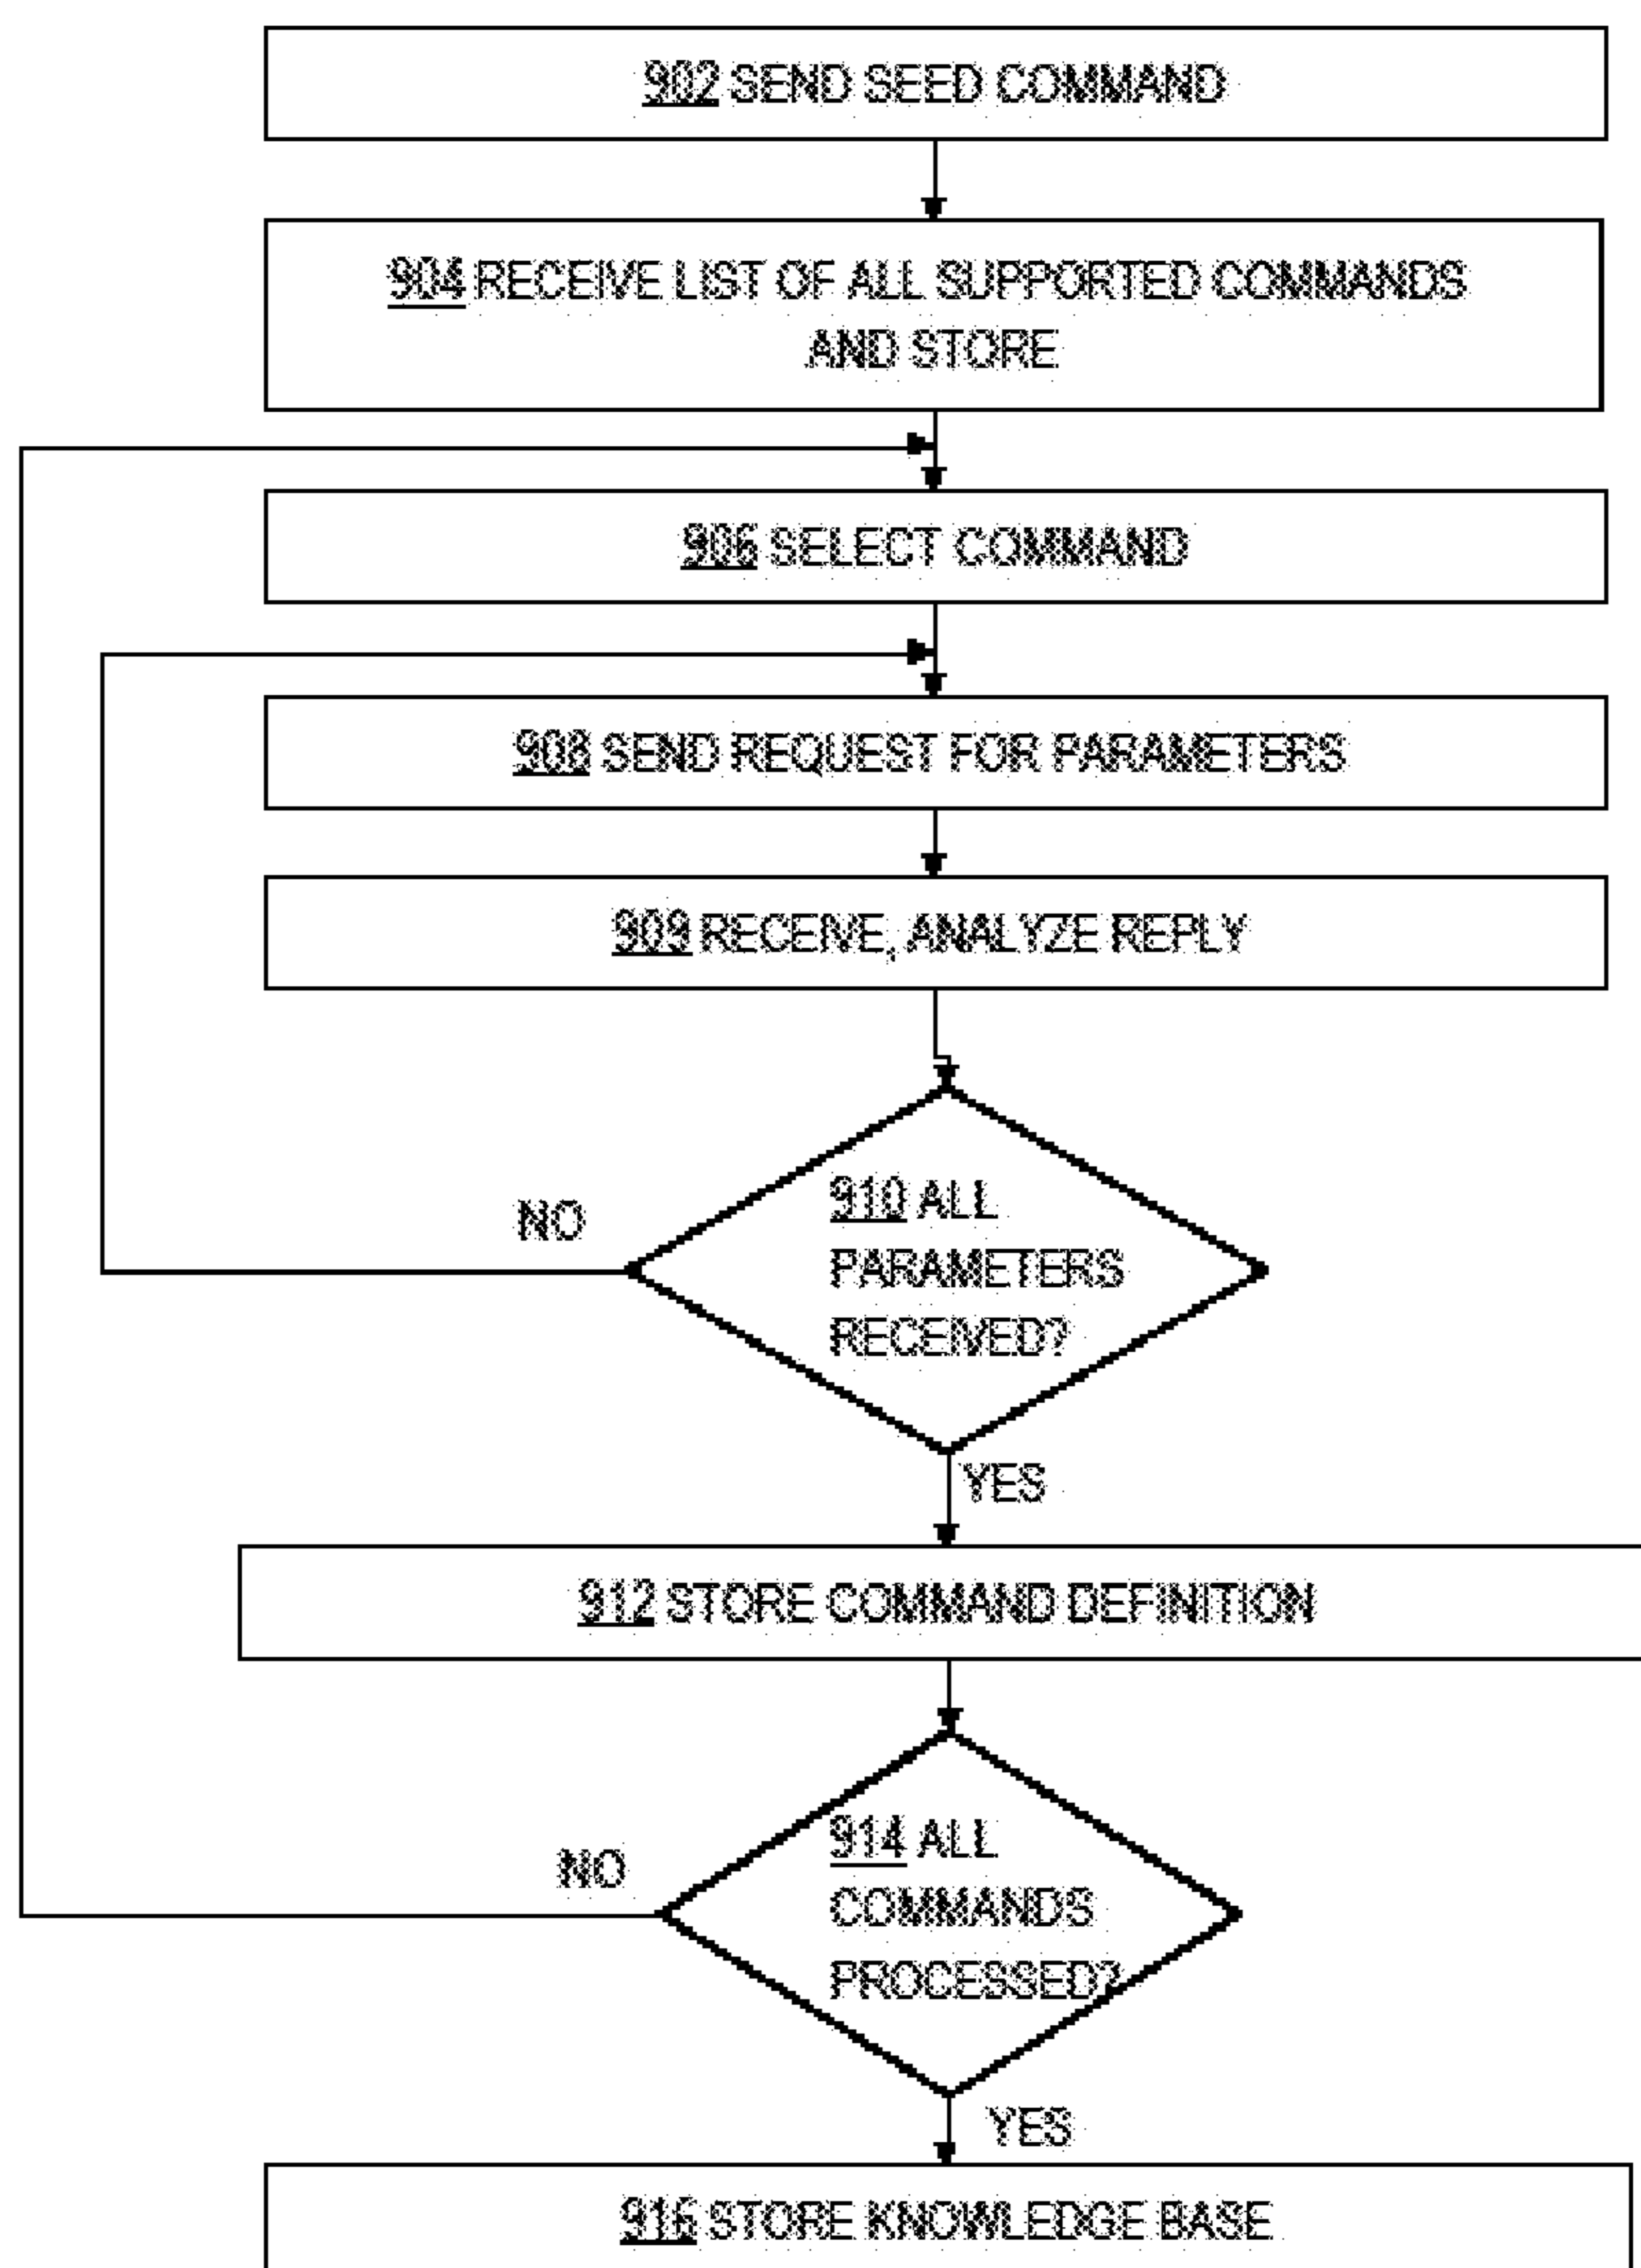 902 SEND SEED COMMAND
904 RECEIVE LIST OF ALL SUPPORTED COMMANDS
AND STORE
906 SELECT COMMAND
908 SEND REQUEST FOR PARAMETERS
909 RECEIVE, ANALYZE REPLY
910 ALL
PARAMETERS
RECEIVED?
NO
YES
912 STORE COMMAND DEFINITION
914 ALL
COMMANDS
PROCESSED?
NO
YES
916 STORE KNOWLEDGE BASE